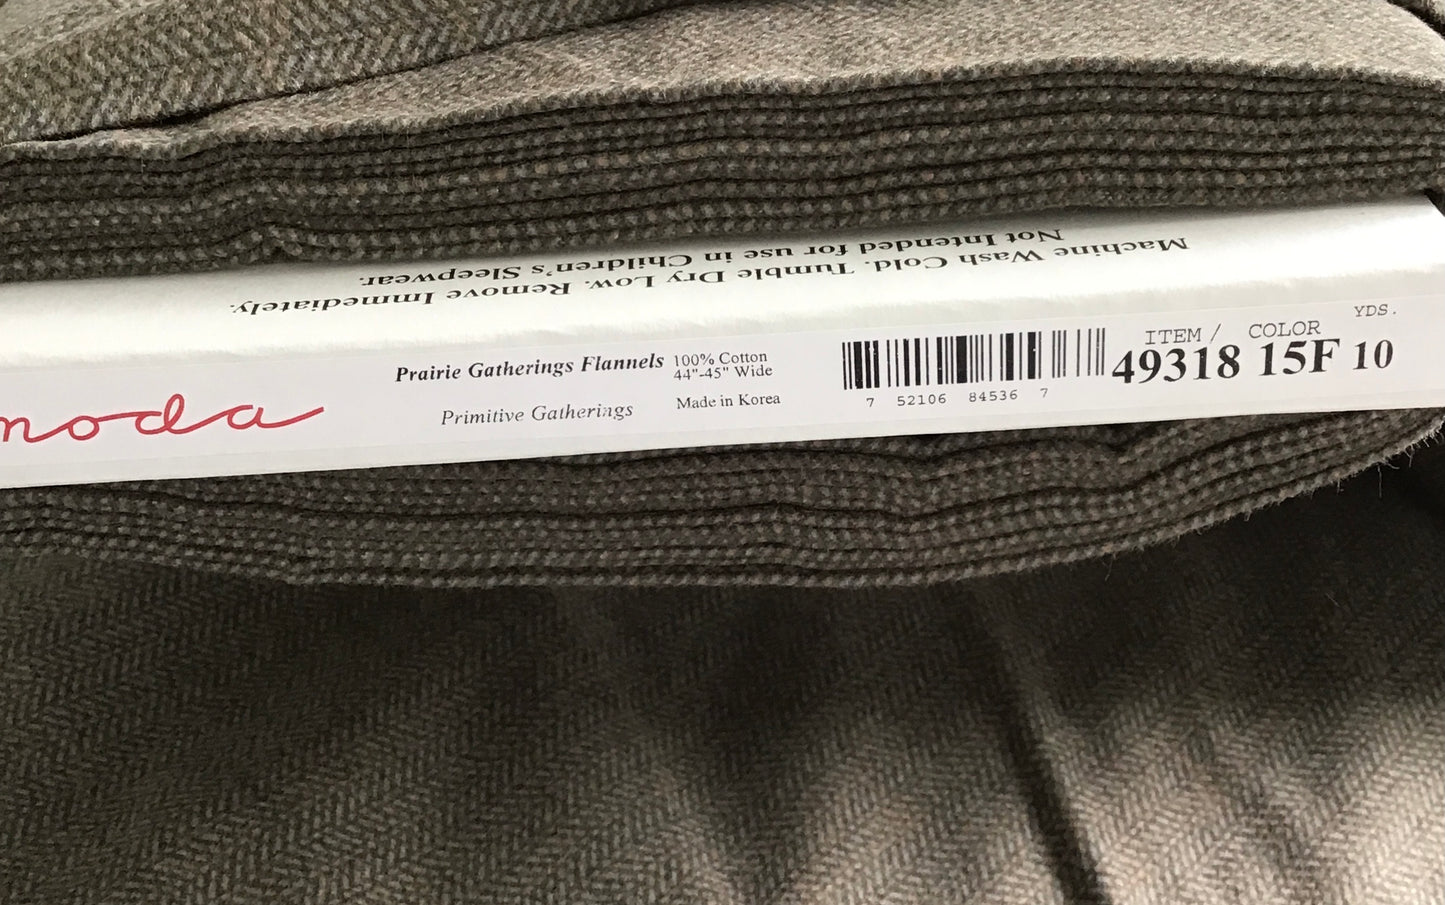 Machine Wash Cold. Tumble Dry Low. Remove Immediately.
Not Intended for use in Children's Sleepwear.
moda
Prairie Gatherings Flannels
Primitive Gatherings
100% Cotton
44"-45" Wide
Made in Korea
7 52106 84536 7
ITEM / COLOR YDS.
49318 15F 10